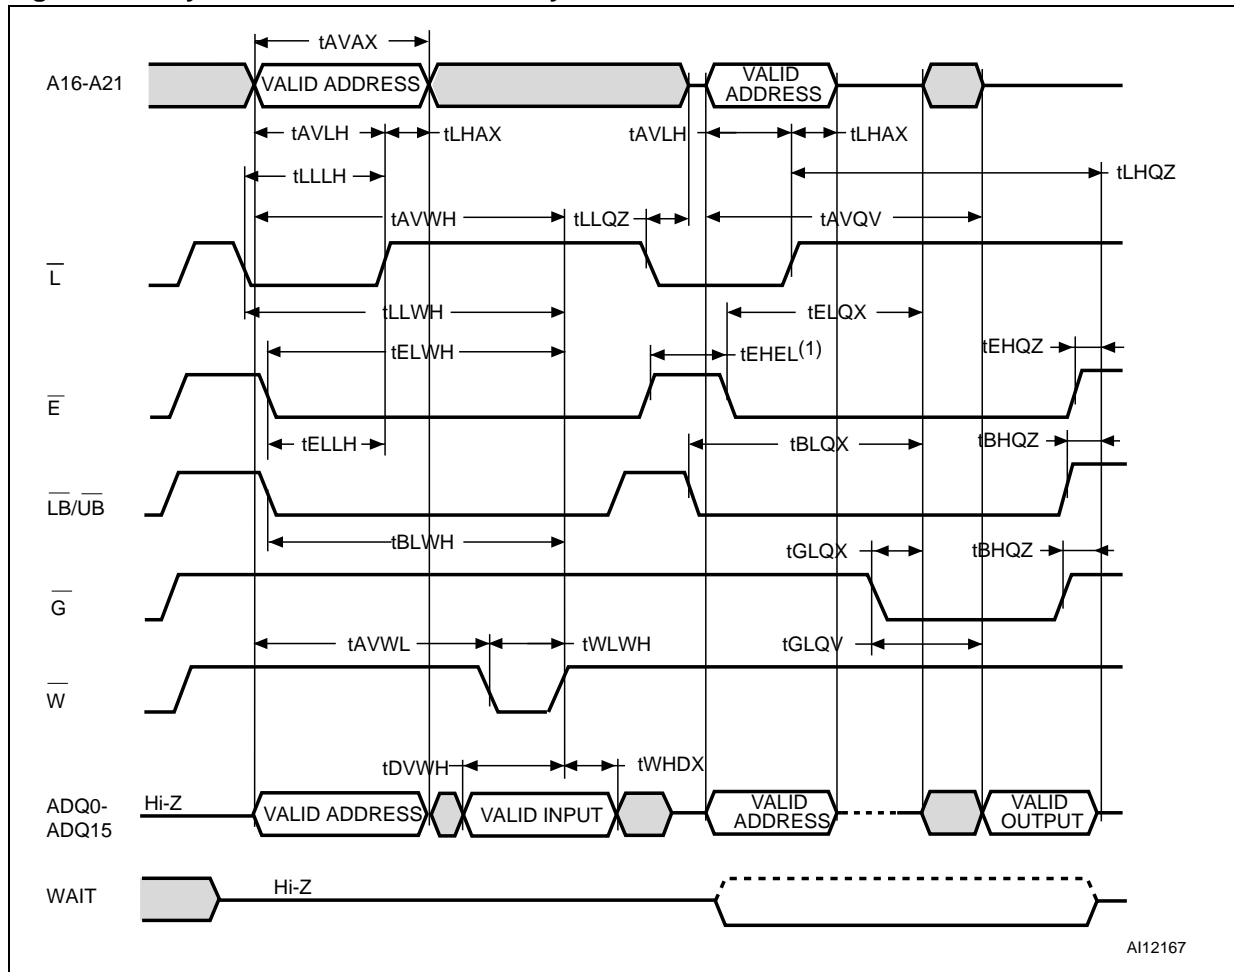 tAVAX
A16-A21
VALID ADDRESS
VALID
ADDRESS
tAVLH
tLHAX
tAVLH
tLHAX
tLLLH
tLHQZ
tAVWH
tLLQZ
tAVQV
L
tLLWH
tELQX
tELWH
tEHEL(1)
tEHQZ
E
tELLH
tBLQX
tBHQZ
LB/UB
tBLWH
tGLQX
tBHQZ
G
tAVWL
tWLWH
tGLQV
W
tDVWH
tWHDX
ADQ0-
ADQ15
Hi-Z
VALID ADDRESS
VALID INPUT
VALID
ADDRESS
VALID
OUTPUT
WAIT
Hi-Z
AI12167